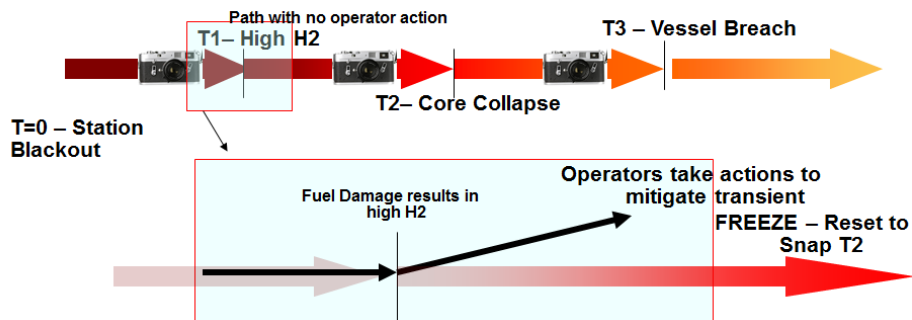 Path with no operator action
T1– High H2
T3 – Vessel Breach
T2– Core Collapse
T=0 – Station
Blackout
Operators take actions to
mitigate transient
Fuel Damage results in
high H2
FREEZE – Reset to
Snap T2